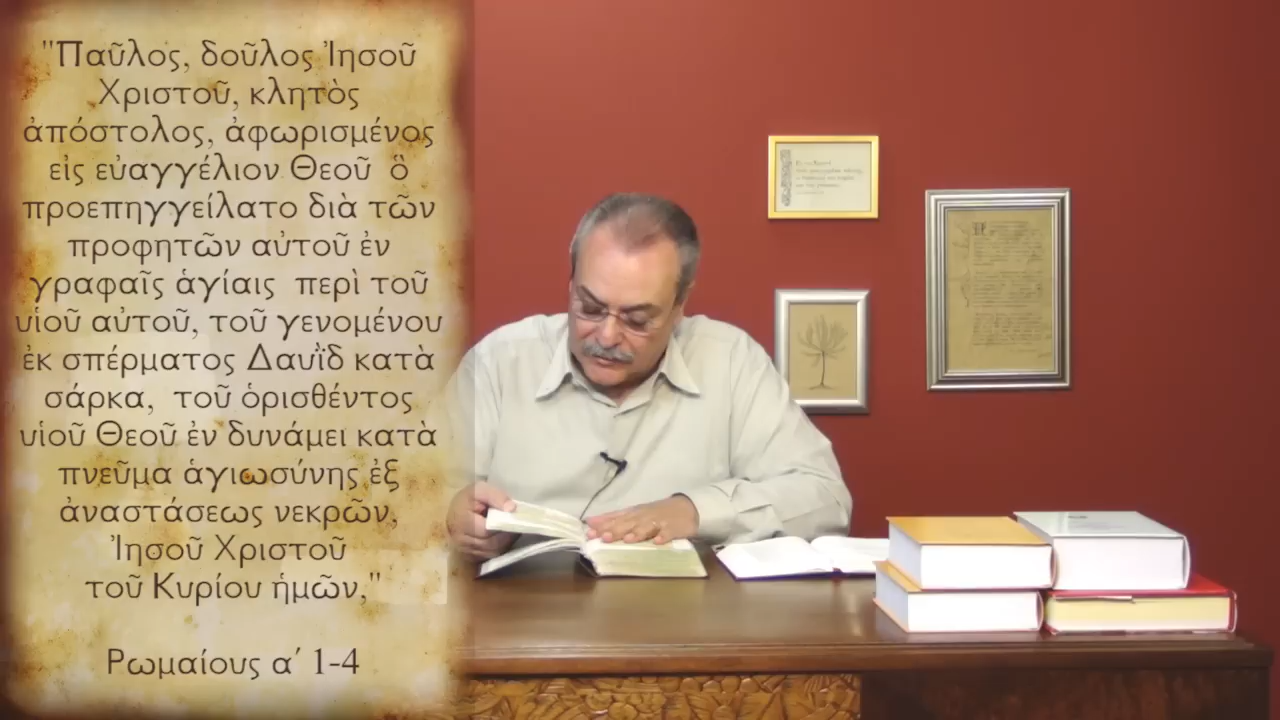 "Παῦλος, δοῦλος Ἰησοῦ
Χριστοῦ, κλητὸς
ἀπόστολος, ἀφωρισμένος
εἰς εὐαγγέλιον Θεοῦ ὃ
προεπηγγείλατο διὰ τῶν
προφητῶν αὐτοῦ ἐν
γραφαῖς ἁγίαις περὶ τοῦ
υἱοῦ αὐτοῦ, τοῦ γενομένου
ἐκ σπέρματος Δαυῒδ κατὰ
σάρκα, τοῦ ὁρισθέντος
υἱοῦ Θεοῦ ἐν δυνάμει κατὰ
πνεῦμα ἁγιωσύνης ἐξ
ἀναστάσεως νεκρῶν,
Ἰησοῦ Χριστοῦ
τοῦ Κυρίου ἡμῶν,"
Ρωμαίους α΄ 1-4